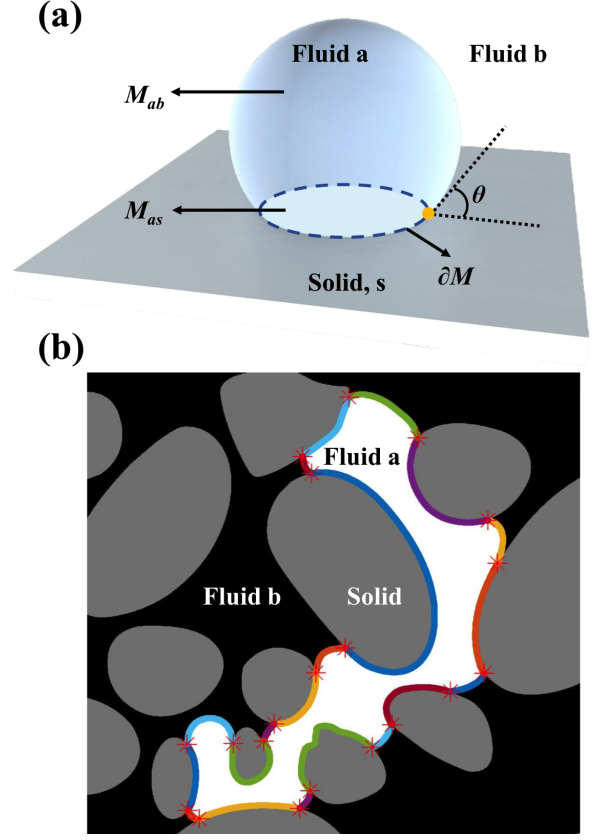 (a)
Fluid a
Fluid b
M_ab
M_as
θ
∂M
Solid, s
(b)
Fluid a
Fluid b
Solid